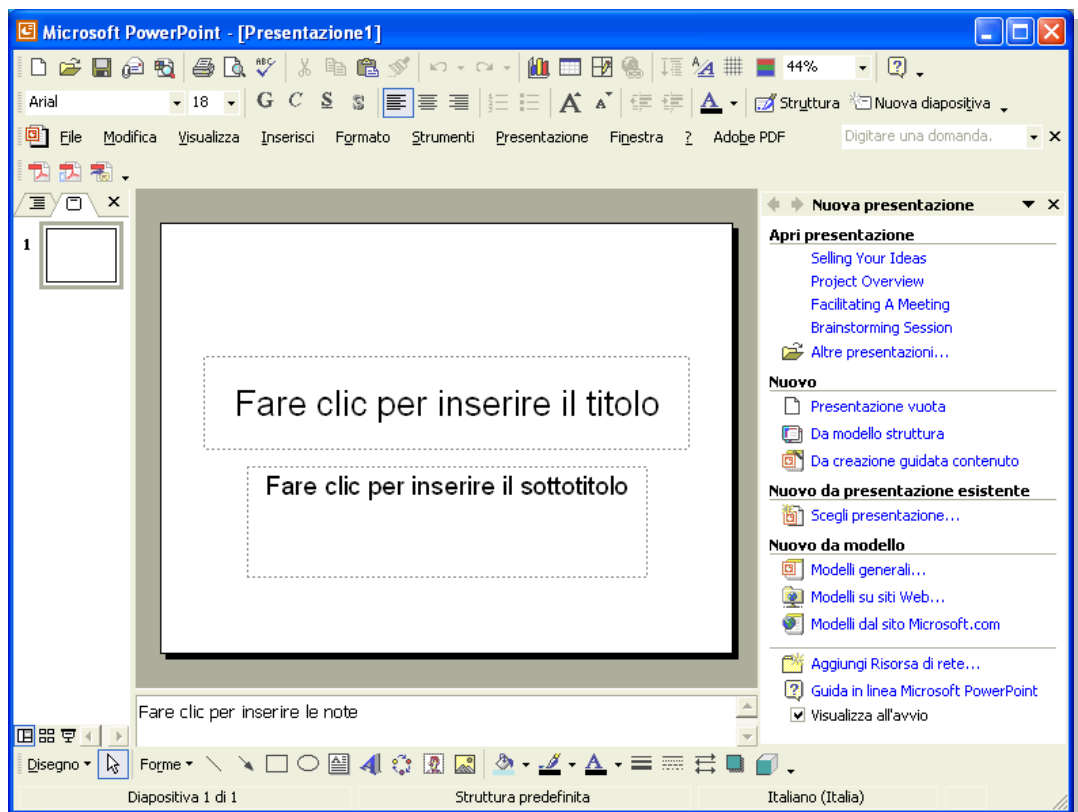 Microsoft PowerPoint - [Presentazione1]
44%
Arial 18 G C S S Struttura Nuova diapositiva
File Modifica Visualizza Inserisci Formato Strumenti Presentazione Finestra ? Adobe PDF Digitare una domanda.
1
Fare clic per inserire il titolo
Fare clic per inserire il sottotitolo
Fare clic per inserire le note
Nuova presentazione
Apri presentazione
Selling Your Ideas
Project Overview
Facilitating A Meeting
Brainstorming Session
Altre presentazioni...
Nuovo
Presentazione vuota
Da modello struttura
Da creazione guidata contenuto
Nuovo da presentazione esistente
Scegli presentazione...
Nuovo da modello
Modelli generali...
Modelli su siti Web...
Modelli dal sito Microsoft.com
Aggiungi Risorsa di rete...
Guida in linea Microsoft PowerPoint
Visualizza all'avvio
Disegno Forme
Diapositiva 1 di 1 Struttura predefinita Italiano (Italia)